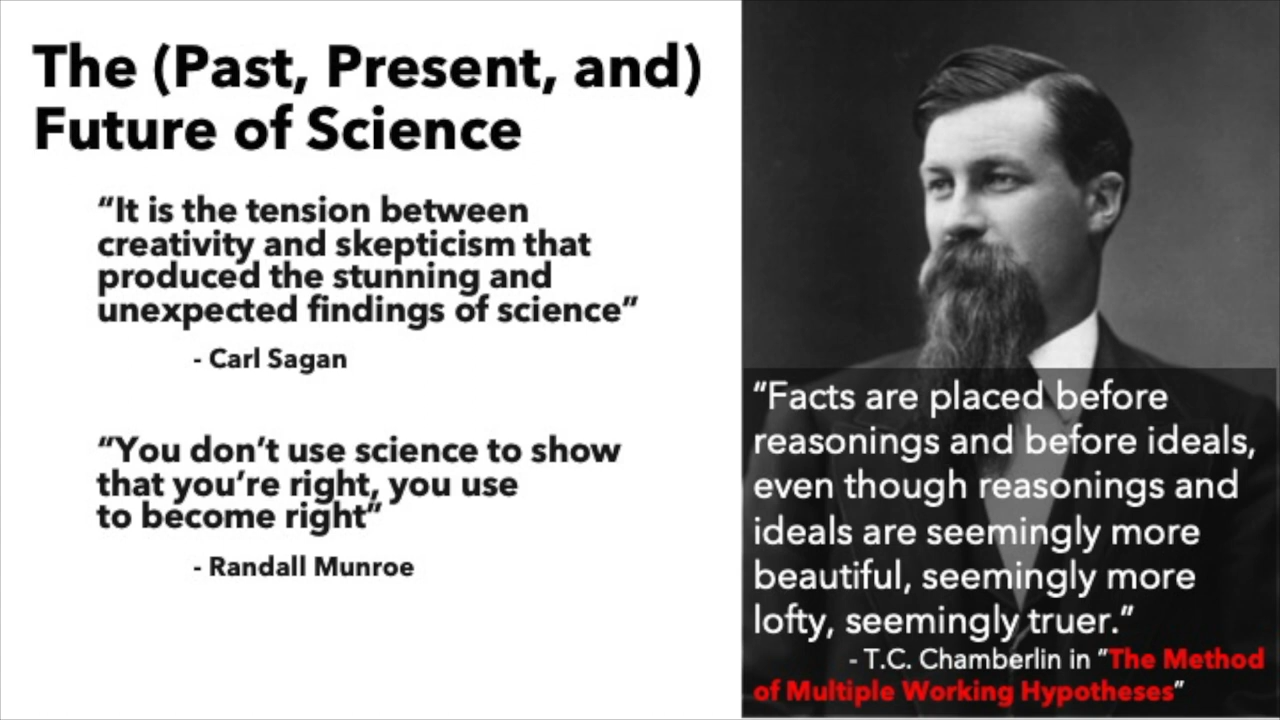 The (Past, Present, and)
Future of Science
“It is the tension between
creativity and skepticism that
produced the stunning and
unexpected findings of science”
- Carl Sagan
“You don’t use science to show
that you’re right, you use
to become right”
- Randall Munroe
“Facts are placed before
reasonings and before ideals,
even though reasonings and
ideals are seemingly more
beautiful, seemingly more
lofty, seemingly truer.”
- T.C. Chamberlin in “The Method
of Multiple Working Hypotheses”